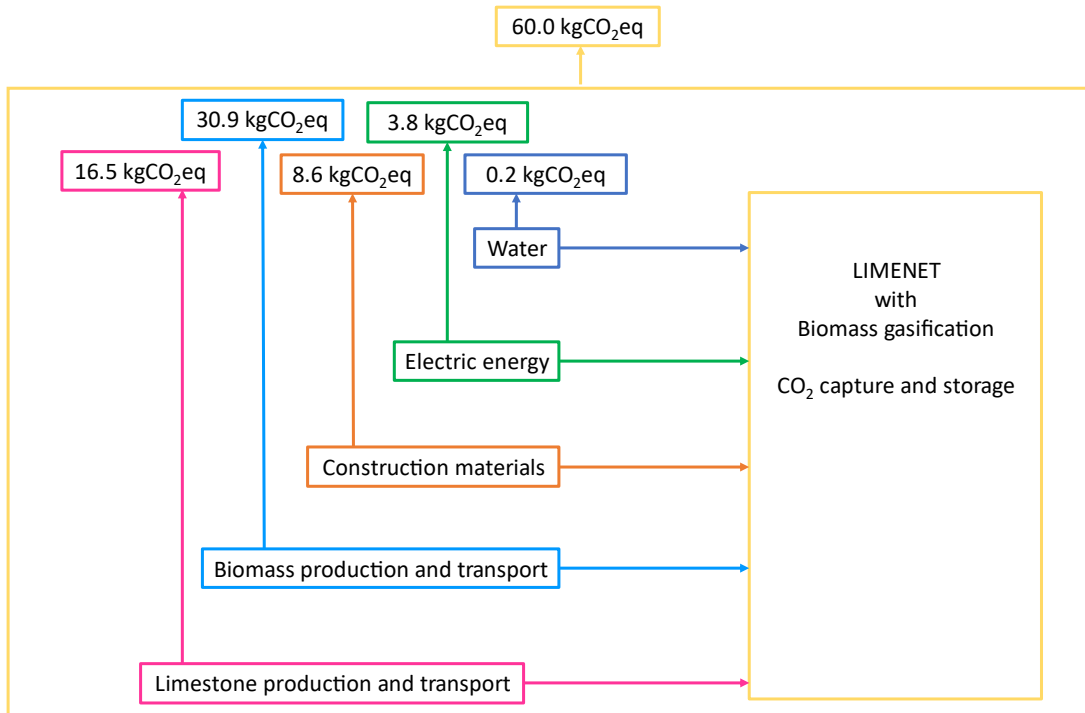 60.0 kgCO₂eq
30.9 kgCO₂eq
3.8 kgCO₂eq
16.5 kgCO₂eq
8.6 kgCO₂eq
0.2 kgCO₂eq
Water
LIMENET
with
Biomass gasification
CO₂ capture and storage
Electric energy
Construction materials
Biomass production and transport
Limestone production and transport